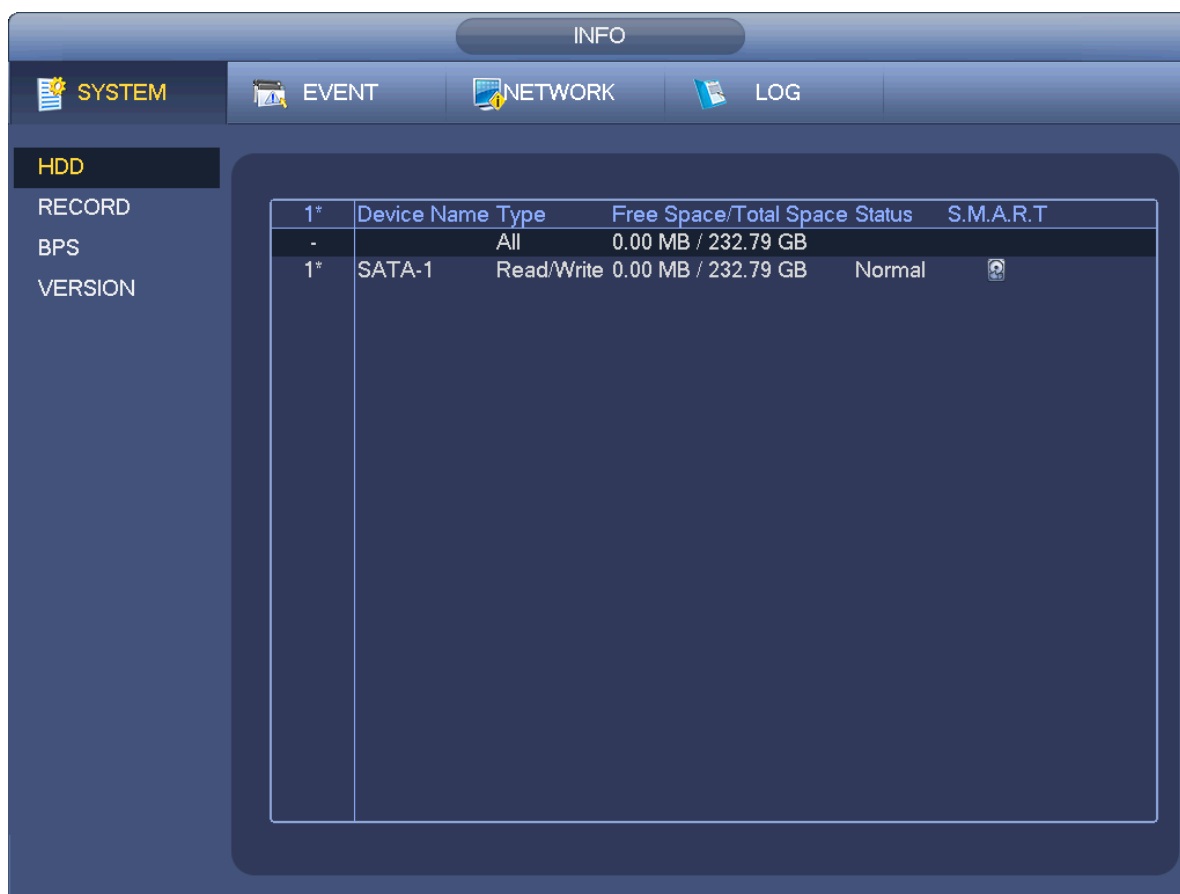 INFO
SYSTEM EVENT NETWORK LOG
HDD
RECORD
BPS
VERSION
1* Device Name Type Free Space/Total Space Status S.M.A.R.T
- All 0.00 MB / 232.79 GB
1* SATA-1 Read/Write 0.00 MB / 232.79 GB Normal